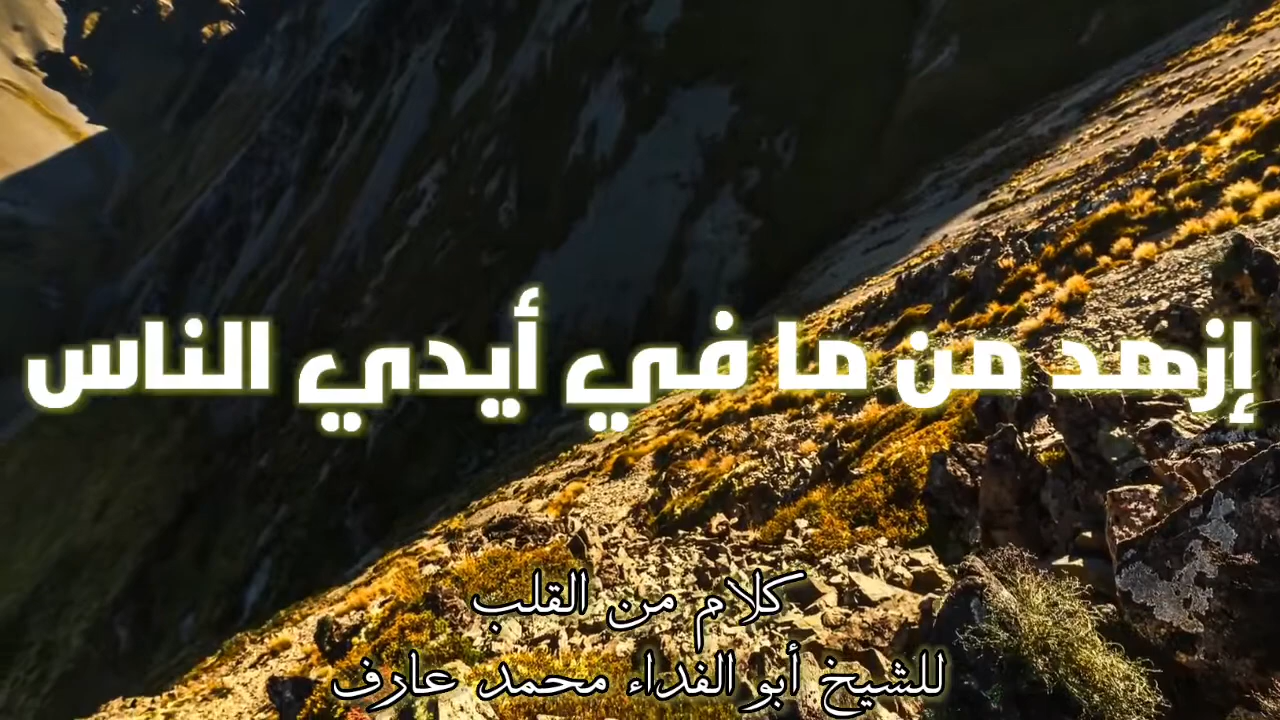 إزهد من ما في أيدي الناس
كلام من القلب
للشيخ أبو الفداء محمد عارف